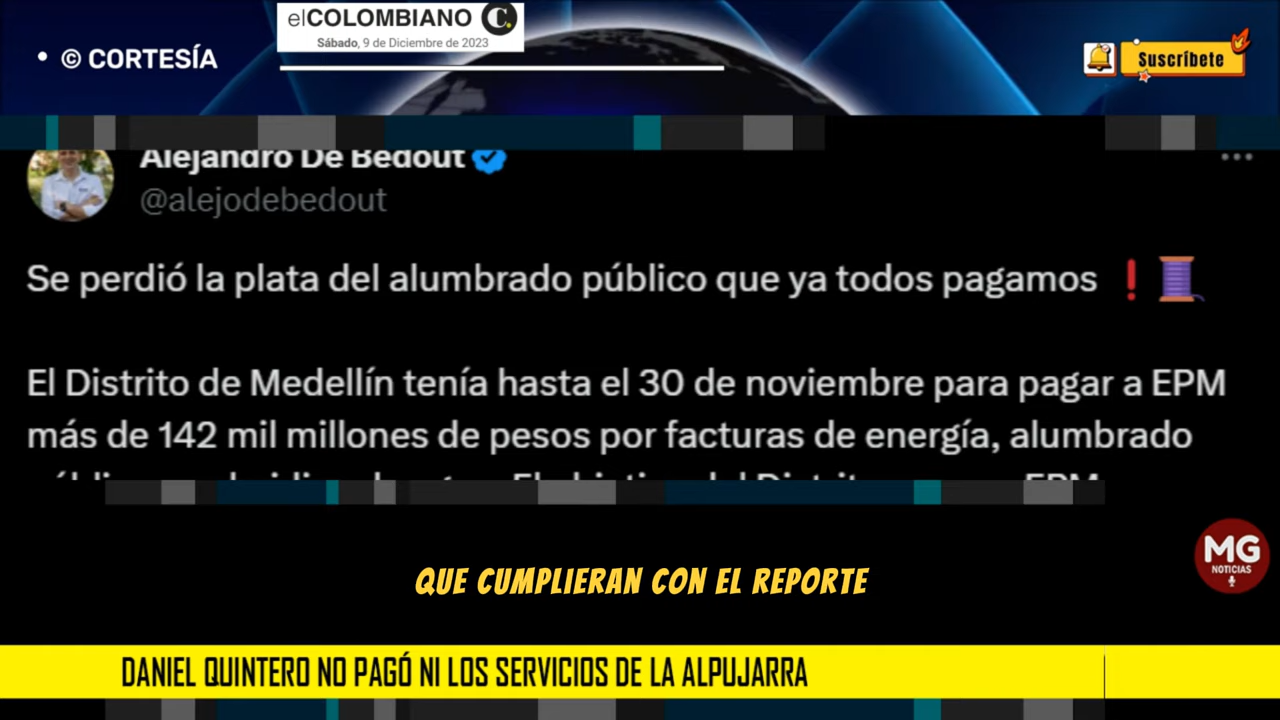 elCOLOMBIANO C.
Sábado, 9 de Diciembre de 2023
• © CORTESÍA
Suscríbete
Alejandro De Bedout
@alejodebedout
Se perdió la plata del alumbrado público que ya todos pagamos ❗🧵
El Distrito de Medellín tenía hasta el 30 de noviembre para pagar a EPM
más de 142 mil millones de pesos por facturas de energía, alumbrado
MG
NOTICIAS
QUE CUMPLIERAN CON EL REPORTE
DANIEL QUINTERO NO PAGÓ NI LOS SERVICIOS DE LA ALPUJARRA